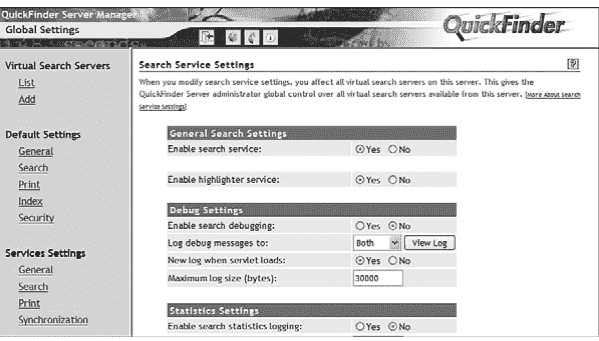 QuickFinder Server Manager
Global Settings
QuickFinder
Virtual Search Servers
List
Add
Default Settings
General
Search
Print
Index
Security
Services Settings
General
Search
Print
Synchronization
Search Service Settings
When you modify search service settings, you affect all virtual search servers on this server. This gives the
QuickFinder Server administrator global control over all virtual search servers available from this server. [More About Search
Service Settings]
General Search Settings
Enable search service: Yes No
Enable highlighter service: Yes No
Debug Settings
Enable search debugging: Yes No
Log debug messages to: Both View Log
New log when servlet loads: Yes No
Maximum log size (bytes): 30000
Statistics Settings
Enable search statistics logging: Yes No